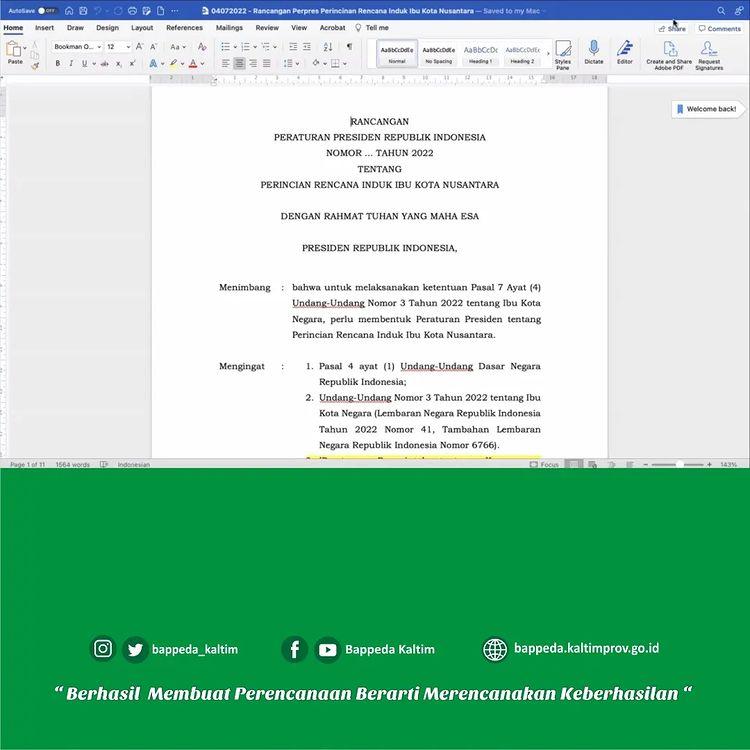 AutoSave OFF
04072022 - Rancangan Perpres Perincinan Rencana Induk Ibu Kota Nusantara — Saved to my Mac
Home Insert Draw Design Layout References Mailings Review View Acrobat Tell me
Share Comments
Paste
Bookman O... 12
AaBbCcDdEe AaBbCcDdEe AaBbCcDc AaBbCcDdEe
Normal No Spacing Heading 1 Heading 2
Styles Pane
Dictate
Editor
Create and Share Adobe PDF
Request Signatures
Welcome back!
RANCANGAN
PERATURAN PRESIDEN REPUBLIK INDONESIA
NOMOR ... TAHUN 2022
TENTANG
PERINCIAN RENCANA INDUK IBU KOTA NUSANTARA
DENGAN RAHMAT TUHAN YANG MAHA ESA
PRESIDEN REPUBLIK INDONESIA,
Menimbang : bahwa untuk melaksanakan ketentuan Pasal 7 Ayat (4)
Undang-Undang Nomor 3 Tahun 2022 tentang Ibu Kota
Negara, perlu membentuk Peraturan Presiden tentang
Perincian Rencana Induk Ibu Kota Nusantara.
Mengingat : 1. Pasal 4 ayat (1) Undang-Undang Dasar Negara
Republik Indonesia;
2. Undang-Undang Nomor 3 Tahun 2022 tentang Ibu
Kota Negara (Lembaran Negara Republik Indonesia
Tahun 2022 Nomor 41, Tambahan Lembaran
Negara Republik Indonesia Nomor 6766).
Page 1 of 11 1564 words Indonesian Focus 143%
bappeda_kaltim Bappeda Kaltim bappeda.kaltimprov.go.id
“ Berhasil Membuat Perencanaan Berarti Merencanakan Keberhasilan “